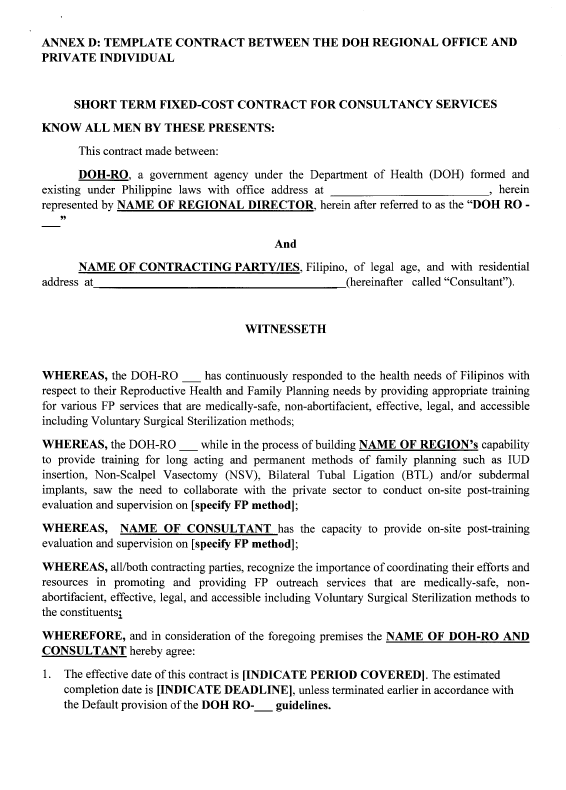 ANNEX D: TEMPLATE CONTRACT BETWEEN THE DOH REGIONAL OFFICE AND
PRIVATE INDIVIDUAL
SHORT TERM FIXED-COST CONTRACT FOR CONSULTANCY SERVICES
KNOW ALL MEN BY THESE PRESENTS:
This contract made between:
DOH-RO, a government agency under the Department of Health (DOH) formed and
existing under Philippine laws with office address at ____________________________, herein
represented by NAME OF REGIONAL DIRECTOR, herein after referred to as the “DOH RO -
___”
And
NAME OF CONTRACTING PARTY/IES, Filipino, of legal age, and with residential
address at____________________________________________(hereinafter called “Consultant”).
WITNESSETH
WHEREAS, the DOH-RO ___ has continuously responded to the health needs of Filipinos with
respect to their Reproductive Health and Family Planning needs by providing appropriate training
for various FP services that are medically-safe, non-abortifacient, effective, legal, and accessible
including Voluntary Surgical Sterilization methods;
WHEREAS, the DOH-RO ___ while in the process of building NAME OF REGION's capability
to provide training for long acting and permanent methods of family planning such as IUD
insertion, Non-Scalpel Vasectomy (NSV), Bilateral Tubal Ligation (BTL) and/or subdermal
implants, saw the need to collaborate with the private sector to conduct on-site post-training
evaluation and supervision on [specify FP method];
WHEREAS, NAME OF CONSULTANT has the capacity to provide on-site post-training
evaluation and supervision on [specify FP method];
WHEREAS, all/both contracting parties, recognize the importance of coordinating their efforts and
resources in promoting and providing FP outreach services that are medically-safe, non-
abortifacient, effective, legal, and accessible including Voluntary Surgical Sterilization methods to
the constituents;
WHEREFORE, and in consideration of the foregoing premises the NAME OF DOH-RO AND
CONSULTANT hereby agree:
1. The effective date of this contract is [INDICATE PERIOD COVERED]. The estimated
completion date is [INDICATE DEADLINE], unless terminated earlier in accordance with
the Default provision of the DOH RO-___ guidelines.